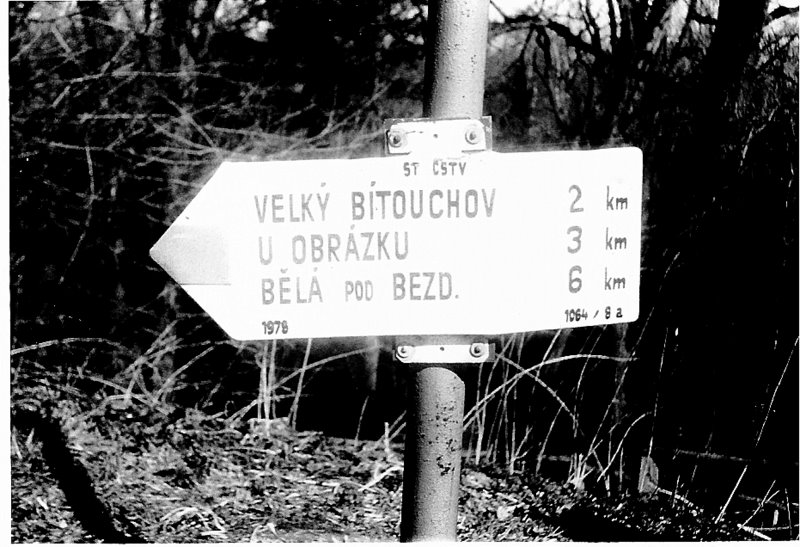 ST ČSTV
VELKÝ BÍTOUCHOV 2 km
U OBRÁZKU 3 km
BĚLÁ POD BEZD. 6 km
1978 1064 / 8 a